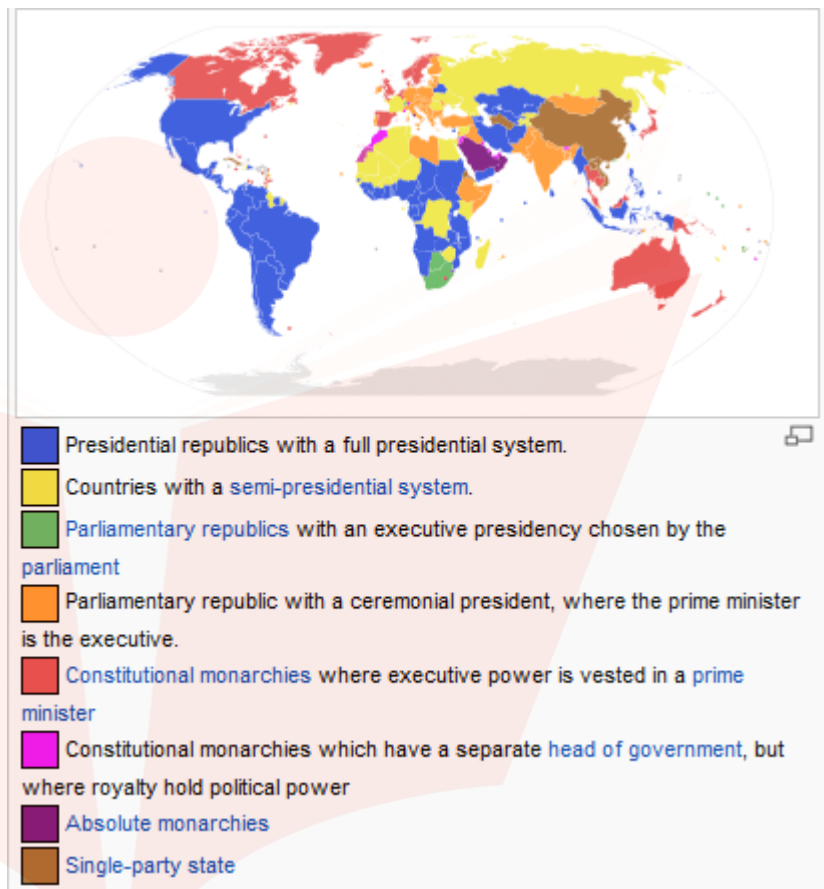 Presidential republics with a full presidential system.
Countries with a semi-presidential system.
Parliamentary republics with an executive presidency chosen by the
parliament
Parliamentary republic with a ceremonial president, where the prime minister
is the executive.
Constitutional monarchies where executive power is vested in a prime
minister
Constitutional monarchies which have a separate head of government, but
where royalty hold political power
Absolute monarchies
Single-party state